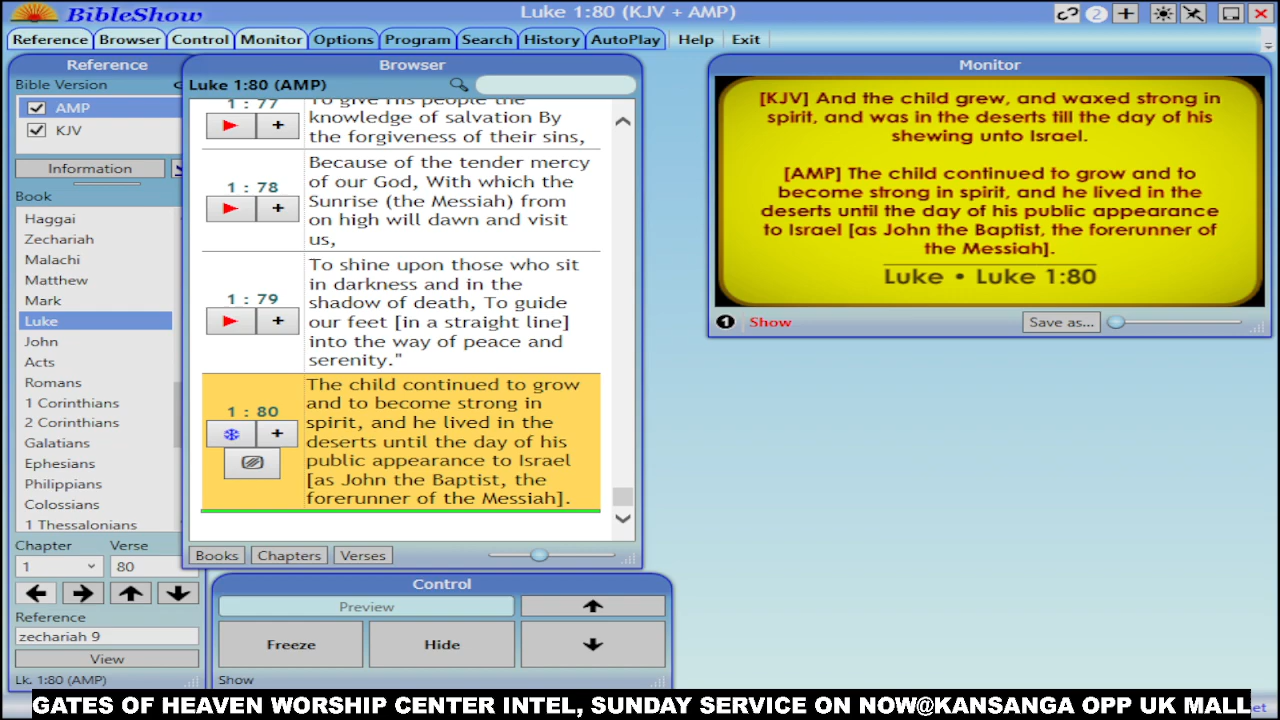 BibleShow
Luke 1:80 (KJV + AMP)
2
Reference Browser Control Monitor Options Program Search History AutoPlay Help Exit
Reference
Bible Version
AMP
KJV
Information
Book
Haggai
Zechariah
Malachi
Matthew
Mark
Luke
John
Acts
Romans
1 Corinthians
2 Corinthians
Galatians
Ephesians
Philippians
Colossians
1 Thessalonians
Chapter Verse
1 80
Reference
zechariah 9
View
Lk. 1:80 (AMP)
Browser
Luke 1:80 (AMP)
1 : 77
To give His people the
knowledge of salvation By
the forgiveness of their sins,
+
1 : 78
Because of the tender mercy
of our God, With which the
Sunrise (the Messiah) from
on high will dawn and visit
us,
+
1 : 79
To shine upon those who sit
in darkness and in the
shadow of death, To guide
our feet [in a straight line]
into the way of peace and
serenity."
+
1 : 80
The child continued to grow
and to become strong in
spirit, and he lived in the
deserts until the day of his
public appearance to Israel
[as John the Baptist, the
forerunner of the Messiah].
+
Books Chapters Verses
Control
Preview
Freeze Hide
Show
Monitor
[KJV] And the child grew, and waxed strong in
spirit, and was in the deserts till the day of his
shewing unto Israel.
[AMP] The child continued to grow and to
become strong in spirit, and he lived in the
deserts until the day of his public appearance
to Israel [as John the Baptist, the forerunner of
the Messiah].
Luke • Luke 1:80
1 Show Save as...
GATES OF HEAVEN WORSHIP CENTER INTEL, SUNDAY SERVICE ON NOW@KANSANGA OPP UK MALL